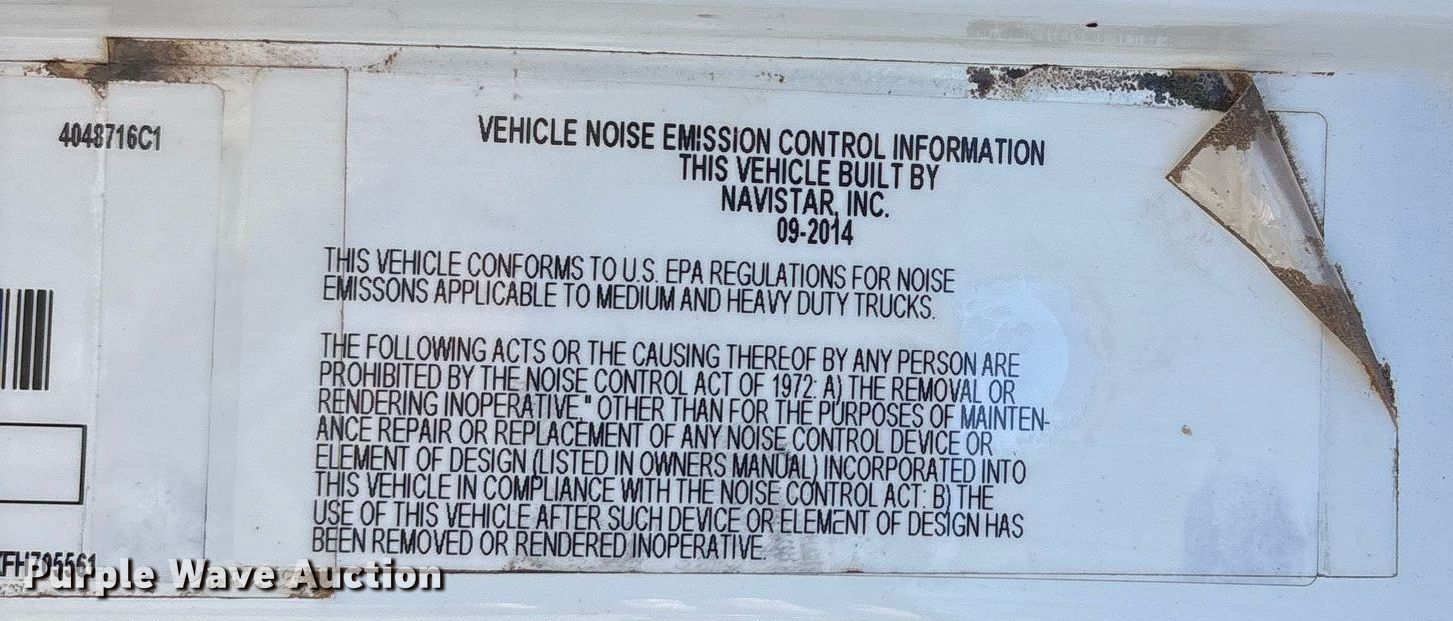 4048716C1
VEHICLE NOISE EMISSION CONTROL INFORMATION
THIS VEHICLE BUILT BY
NAVISTAR, INC.
09-2014
THIS VEHICLE CONFORMS TO U.S. EPA REGULATIONS FOR NOISE
EMISSONS APPLICABLE TO MEDIUM AND HEAVY DUTY TRUCKS.
THE FOLLOWING ACTS OR THE CAUSING THEREOF BY ANY PERSON ARE
PROHIBITED BY THE NOISE CONTROL ACT OF 1972: A) THE REMOVAL OR
RENDERING INOPERATIVE," OTHER THAN FOR THE PURPOSES OF MAINTEN-
ANCE REPAIR OR REPLACEMENT OF ANY NOISE CONTROL DEVICE OR
ELEMENT OF DESIGN (LISTED IN OWNERS MANUAL) INCORPORATED INTO
THIS VEHICLE IN COMPLIANCE WITH THE NOISE CONTROL ACT: B) THE
USE OF THIS VEHICLE AFTER SUCH DEVICE OR ELEMENT OF DESIGN HAS
BEEN REMOVED OR RENDERED INOPERATIVE.
Purple Wave Auction